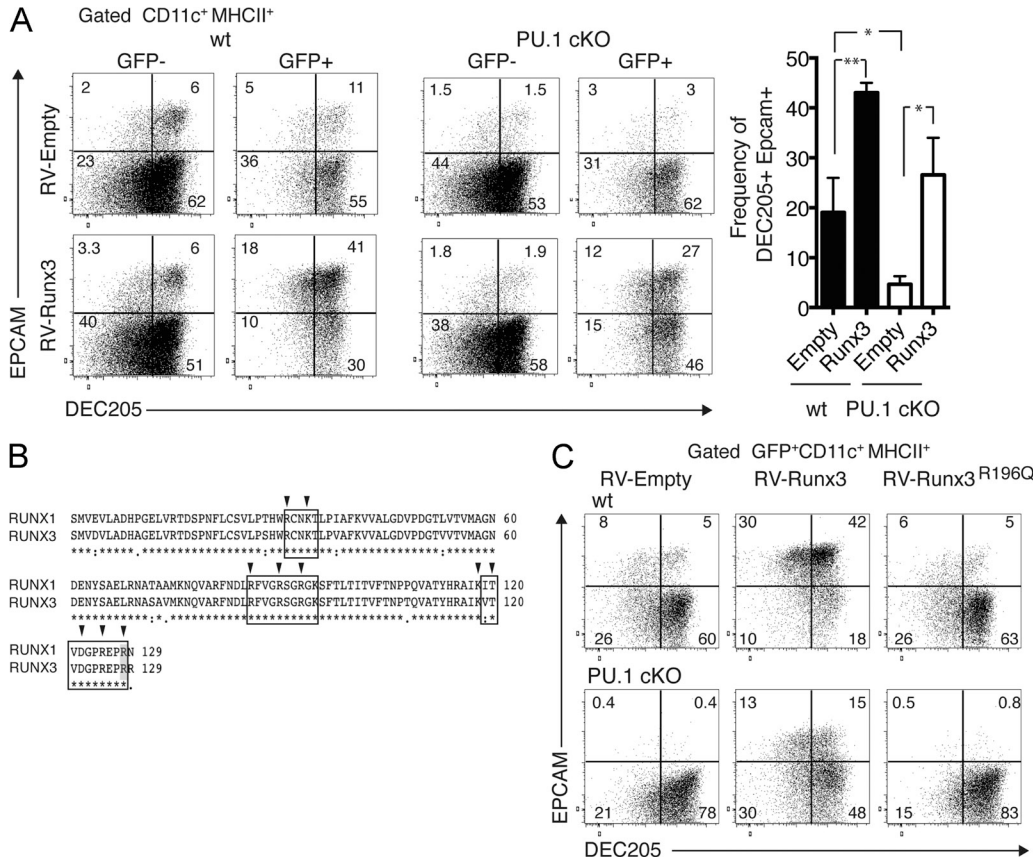 A
Gated CD11c+ MHCII+
wt
PU.1 cKO
GFP-
GFP+
GFP-
GFP+
RV-Empty
2
6
23
62
5
11
36
55
1.5
1.5
44
53
3
3
31
62
RV-Runx3
3.3
6
40
51
18
41
10
30
1.8
1.9
38
58
12
27
15
46
EPCAM
DEC205
Frequency of
DEC205+ Epcam+
50
40
30
20
10
0
*
**
*
Empty
Runx3
Empty
Runx3
wt
PU.1 cKO
B
RUNX1 SMVEVLADHPGELVRTDSPNFLCSVLPTHWRCNKTLPIAFKVVALGDVPDGTLVTVMAGN 60
RUNX3 SMVDVLADHAGELVRTDSPNFLCSVLPSHWRCNKTLPVAFKVVALGDVPDGTVVTVMAGN 60
***:*****.*****************:*********:**************:*******
RUNX1 DENYSAELRNATAAMKNQVARFNDLRFVGRSGRGKSFTLTITVFTNPPQVATYHRAIKIT 120
RUNX3 DENYSAELRNASAVMKNQVARFNDLRFVGRSGRGKSFTLTITVFTNPTQVATYHRAIKVT 120
***********:*.*********************************.**********:*
RUNX1 VDGPREPRN 129
RUNX3 VDGPREPRR 129
********.
C
Gated GFP+CD11c+ MHCII+
RV-Empty
RV-Runx3
RV-Runx3R196Q
wt
8
5
26
60
30
42
10
18
6
5
26
63
PU.1 cKO
0.4
0.4
21
78
13
15
30
48
0.5
0.8
15
83
EPCAM
DEC205